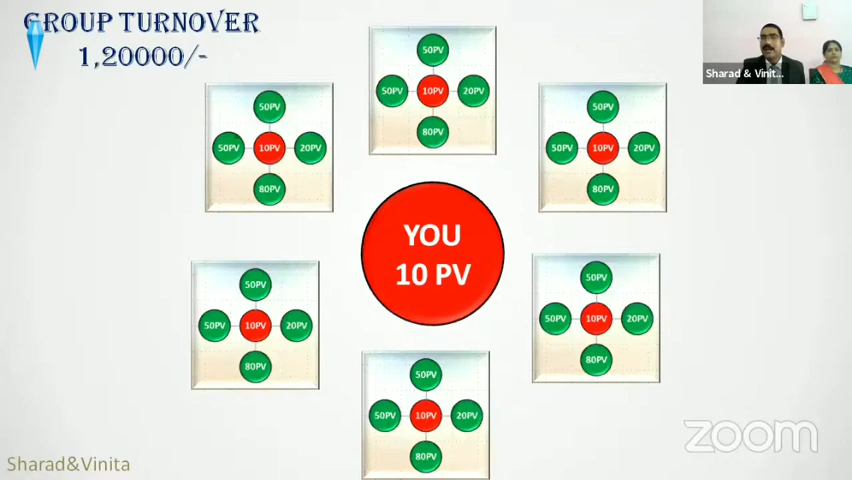 GROUP TURNOVER
1,20000/-
Sharad & Vinit...
50PV
50PV
10PV
20PV
80PV
50PV
50PV
10PV
20PV
80PV
50PV
50PV
10PV
20PV
80PV
YOU
10 PV
50PV
50PV
10PV
20PV
80PV
50PV
50PV
10PV
20PV
80PV
50PV
50PV
10PV
20PV
80PV
zoom
Sharad&Vinita